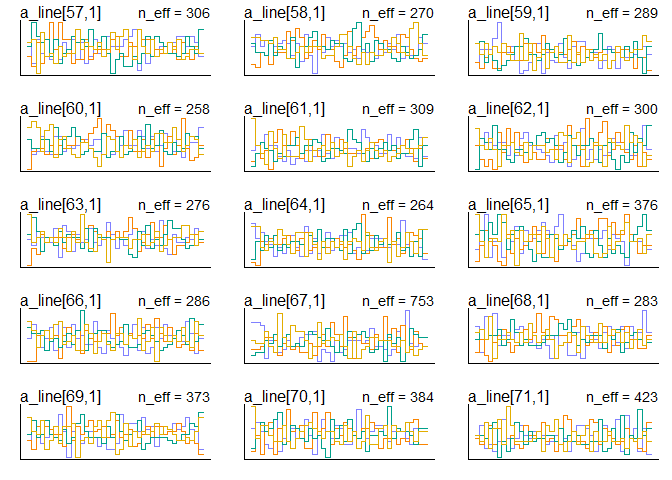 a_line[57,1] n_eff = 306 a_line[58,1] n_eff = 270 a_line[59,1] n_eff = 289
a_line[60,1] n_eff = 258 a_line[61,1] n_eff = 309 a_line[62,1] n_eff = 300
a_line[63,1] n_eff = 276 a_line[64,1] n_eff = 264 a_line[65,1] n_eff = 376
a_line[66,1] n_eff = 286 a_line[67,1] n_eff = 753 a_line[68,1] n_eff = 283
a_line[69,1] n_eff = 373 a_line[70,1] n_eff = 384 a_line[71,1] n_eff = 423